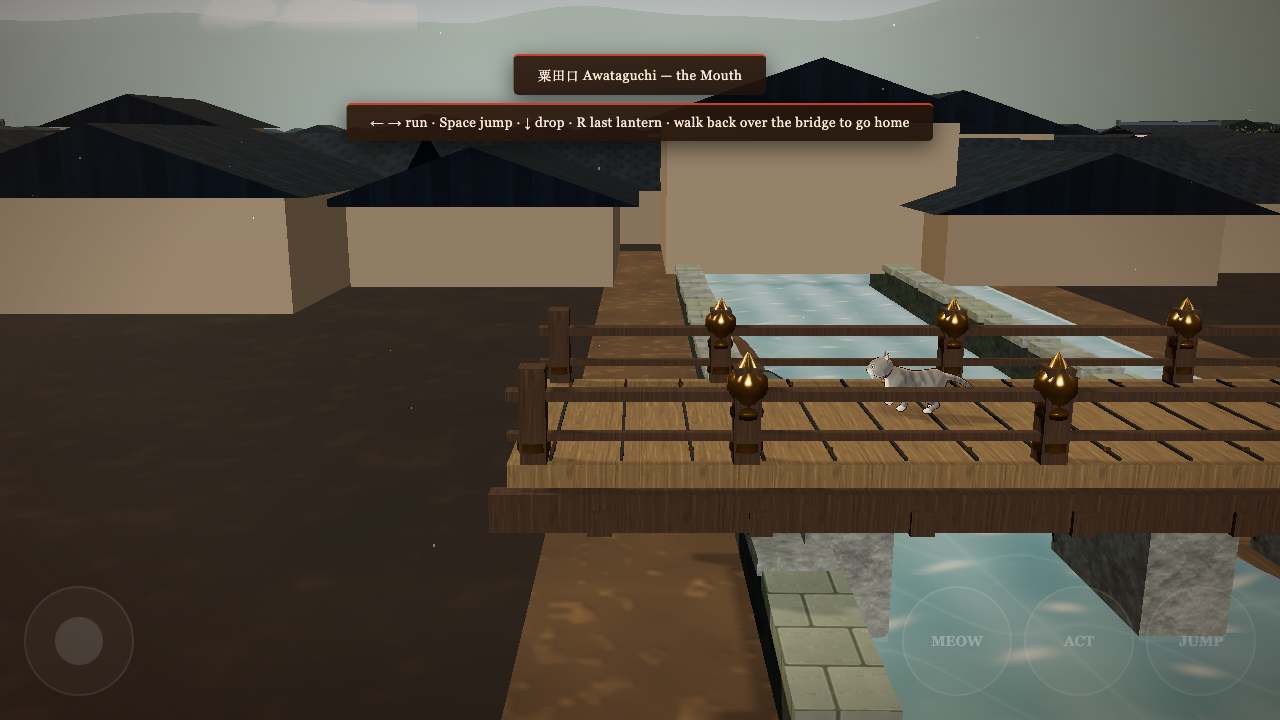 粟田口 Awataguchi — the Mouth
←→ run · Space jump · ↓ drop · R last lantern · walk back over the bridge to go home
MEOW ACT JUMP